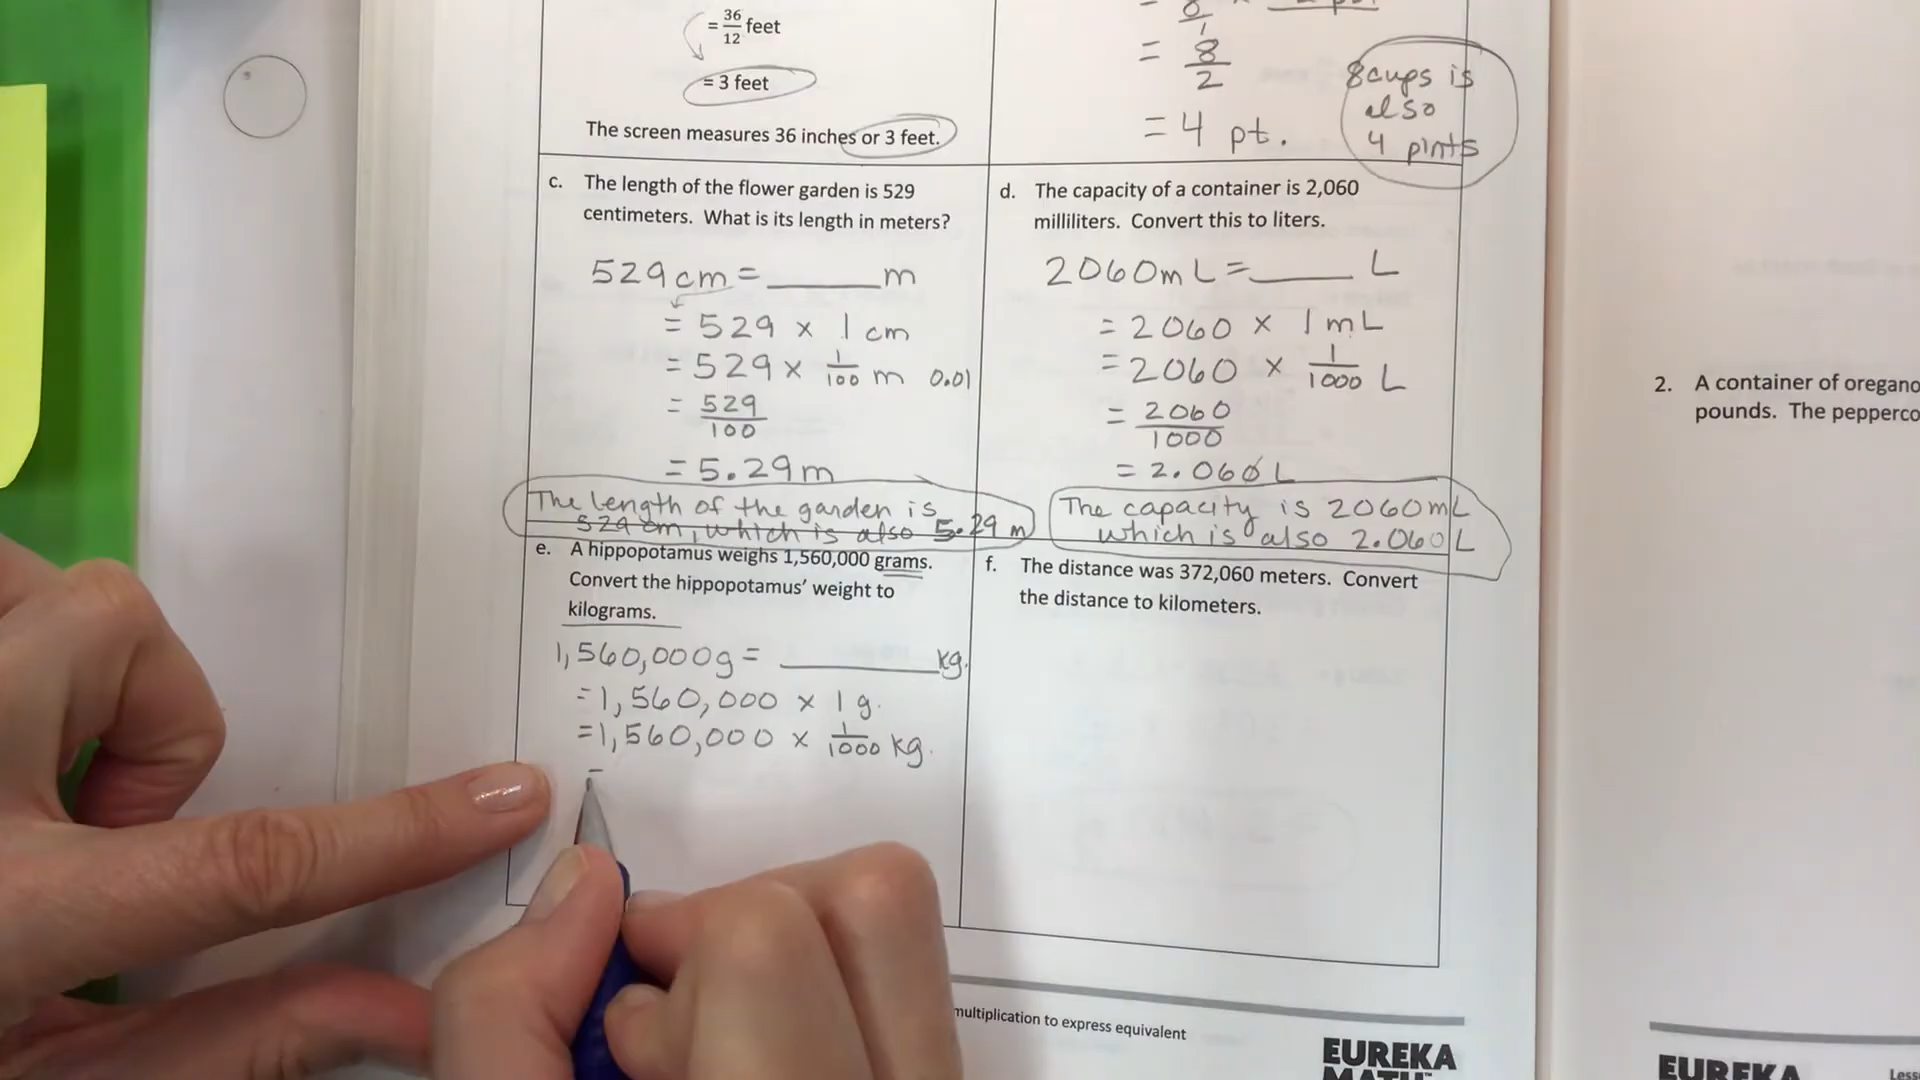 = 36/12 feet
= 3 feet
The screen measures 36 inches or 3 feet.
= 8/2
= 4 pt.
8 cups is
also
4 pints
c. The length of the flower garden is 529
centimeters. What is its length in meters?
529 cm = ______ m
= 529 × 1 cm
= 529 × 1/100 m 0.01
= 529/100
= 5.29 m
The length of the garden is
529 cm, which is also 5.29 m
d. The capacity of a container is 2,060
milliliters. Convert this to liters.
2060 mL = ______ L
= 2060 × 1 mL
= 2060 × 1/1000 L
= 2060/1000
= 2.060 L
The capacity is 2060 mL
which is also 2.060 L
e. A hippopotamus weighs 1,560,000 grams.
Convert the hippopotamus' weight to
kilograms.
1,560,000 g = ______ kg.
= 1,560,000 × 1 g.
= 1,560,000 × 1/1000 kg.
f. The distance was 372,060 meters. Convert
the distance to kilometers.
multiplication to express equivalent
EUREKA
MATH™
2. A container of oregano
pounds. The pepperco
EUREKA
Less